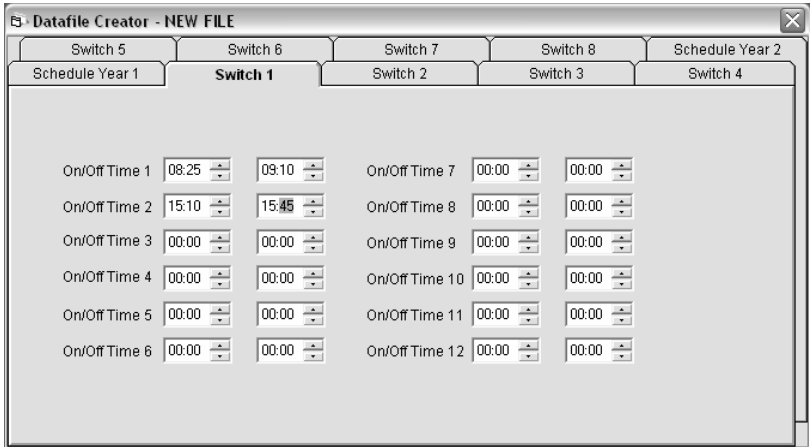 Datafile Creator - NEW FILE
Switch 5 Switch 6 Switch 7 Switch 8 Schedule Year 2
Schedule Year 1 Switch 1 Switch 2 Switch 3 Switch 4
On/Off Time 1 08:25 09:10 On/Off Time 7 00:00 00:00
On/Off Time 2 15:10 15:45 On/Off Time 8 00:00 00:00
On/Off Time 3 00:00 00:00 On/Off Time 9 00:00 00:00
On/Off Time 4 00:00 00:00 On/Off Time 10 00:00 00:00
On/Off Time 5 00:00 00:00 On/Off Time 11 00:00 00:00
On/Off Time 6 00:00 00:00 On/Off Time 12 00:00 00:00